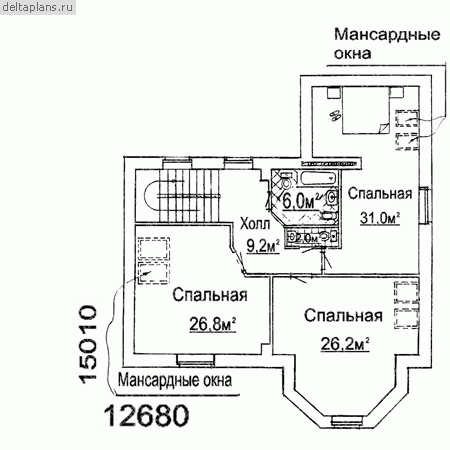 deltaplans.ru
Мансардные
окна
6,0м²
Спальная
31.0м²
Холл
9,2м²
2,0м
Спальная
26,8м²
Спальная
26,2м²
Мансардные окна
15010
12680